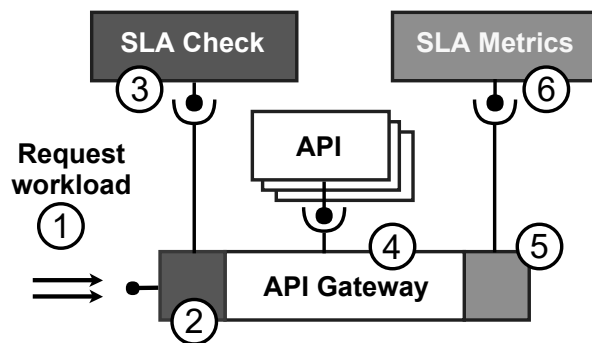 SLA Check
SLA Metrics
3
6
API
Request
workload
1
4
5
API Gateway
2